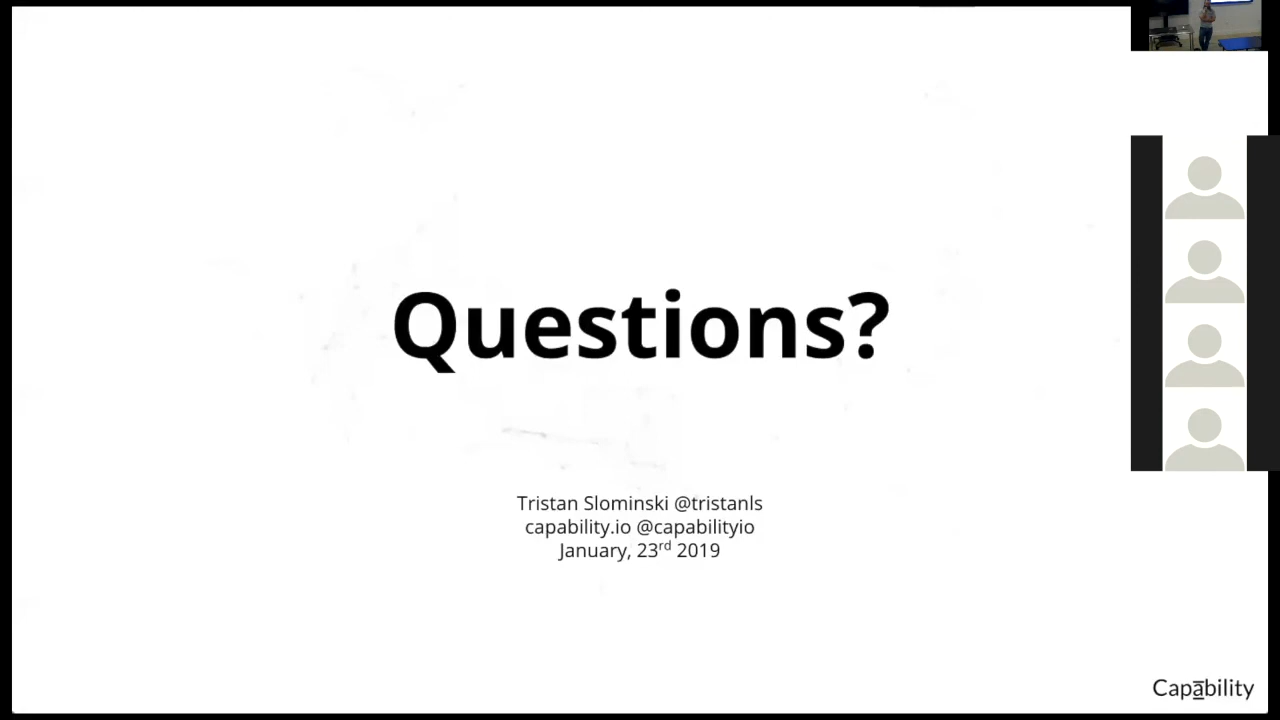 Questions?
Tristan Slominski @tristanls
capability.io @capabilityio
January, 23rd 2019
Capability